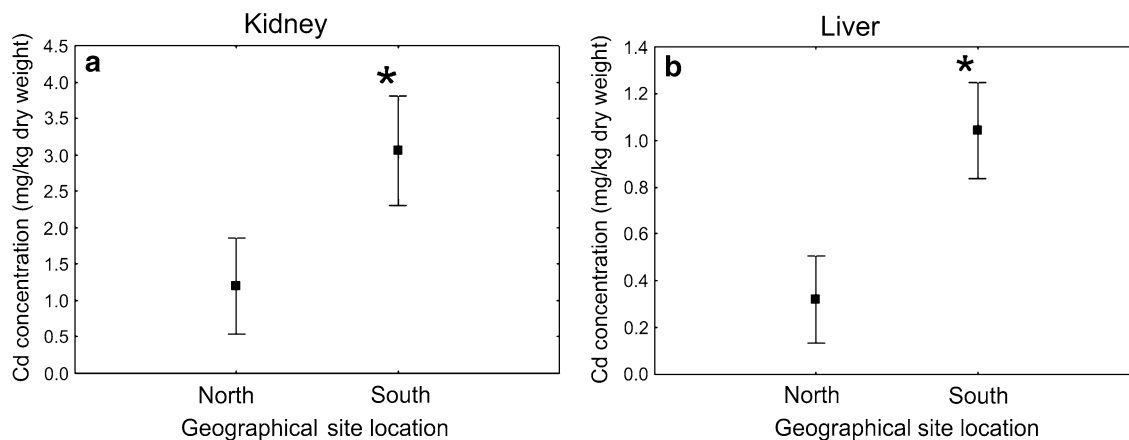 Kidney
Cd concentration (mg/kg dry weight)
a
*
4.5
4.0
3.5
3.0
2.5
2.0
1.5
1.0
0.5
0.0
North South
Geographical site location
Liver
Cd concentration (mg/kg dry weight)
b
*
1.4
1.2
1.0
0.8
0.6
0.4
0.2
0.0
North South
Geographical site location